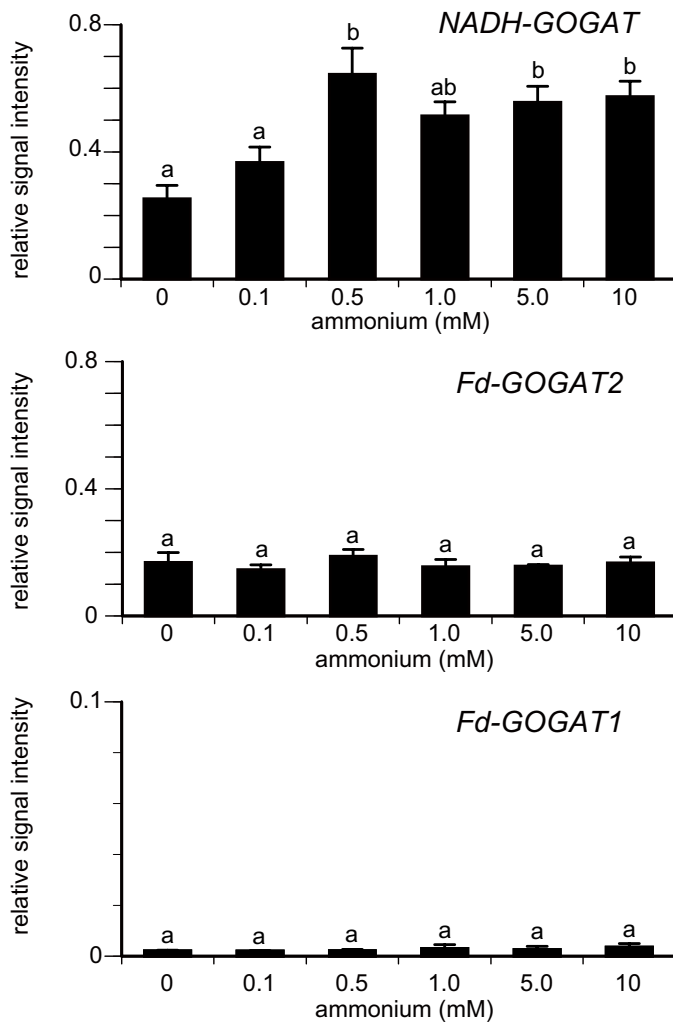 NADH-GOGAT
relative signal intensity
0.8
0.4
0
a a b ab b b
0 0.1 0.5 1.0 5.0 10
ammonium (mM)
Fd-GOGAT2
relative signal intensity
0.8
0.4
0
a a a a a a
0 0.1 0.5 1.0 5.0 10
ammonium (mM)
Fd-GOGAT1
relative signal intensity
0.1
0
a a a a a a
0 0.1 0.5 1.0 5.0 10
ammonium (mM)